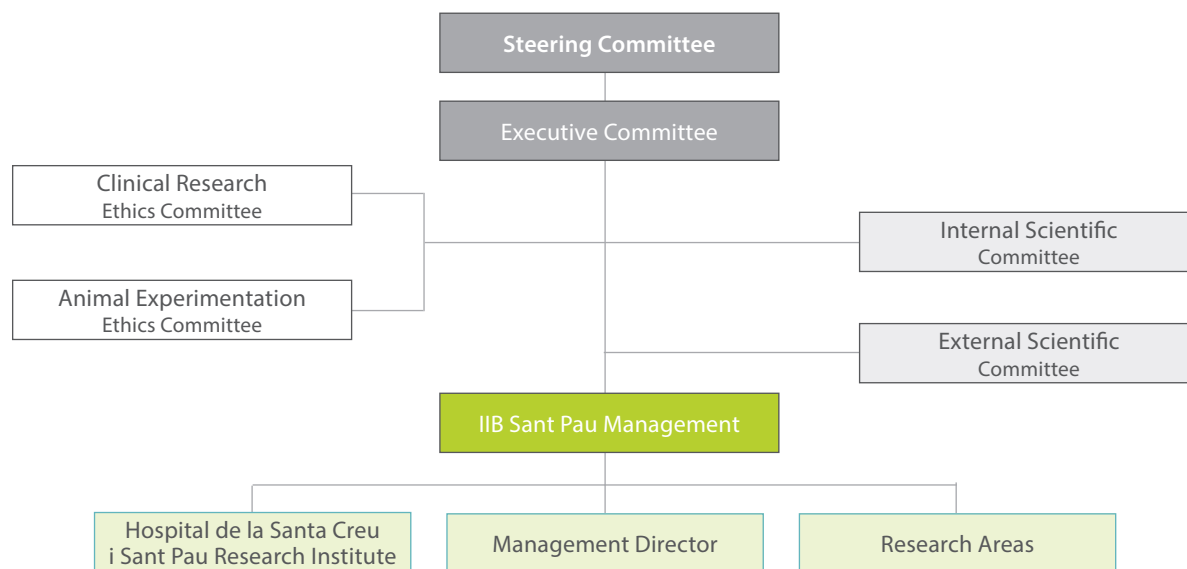 Steering Committee
Executive Committee
Clinical Research
Ethics Committee
Internal Scientific
Committee
Animal Experimentation
Ethics Committee
External Scientific
Committee
IIB Sant Pau Management
Hospital de la Santa Creu
i Sant Pau Research Institute
Management Director
Research Areas